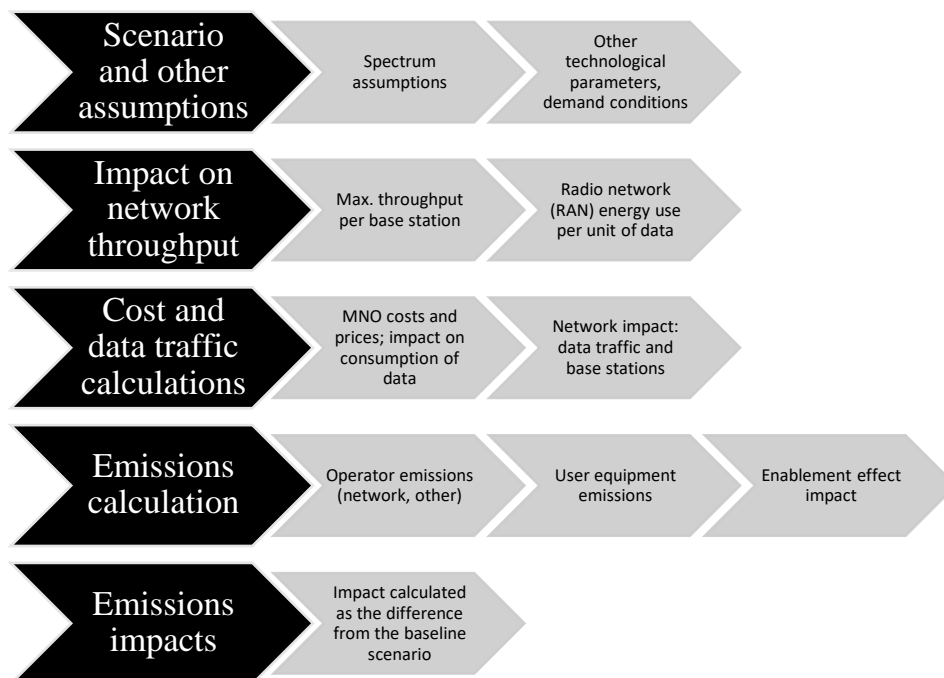 Scenario
and other
assumptions
Spectrum
assumptions
Other
technological
parameters,
demand conditions
Impact on
network
throughput
Max. throughput
per base station
Radio network
(RAN) energy use
per unit of data
Cost and
data traffic
calculations
MNO costs and
prices; impact on
consumption of
data
Network impact:
data traffic and
base stations
Emissions
calculation
Operator emissions
(network, other)
User equipment
emissions
Enablement effect
impact
Emissions
impacts
Impact calculated
as the difference
from the baseline
scenario